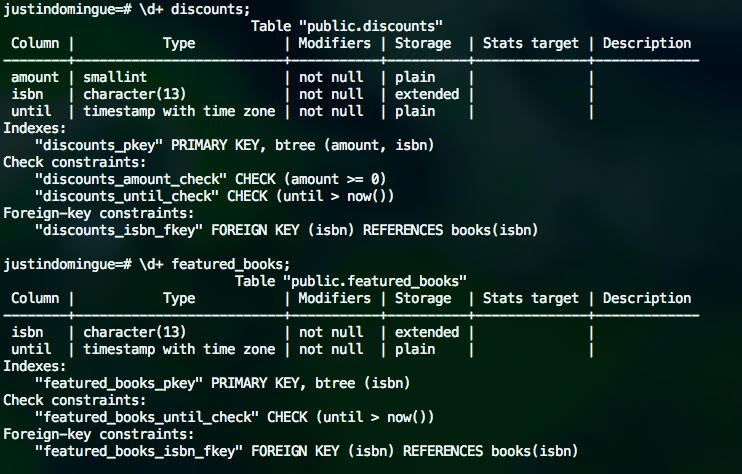 justindomingue=# \d+ discounts;
                               Table "public.discounts"
 Column |           Type           | Modifiers | Storage  | Stats target | Description
--------+--------------------------+-----------+----------+--------------+-------------
 amount | smallint                 | not null  | plain    |              |
 isbn   | character(13)            | not null  | extended |              |
 until  | timestamp with time zone | not null  | plain    |              |
Indexes:
    "discounts_pkey" PRIMARY KEY, btree (amount, isbn)
Check constraints:
    "discounts_amount_check" CHECK (amount >= 0)
    "discounts_until_check" CHECK (until > now())
Foreign-key constraints:
    "discounts_isbn_fkey" FOREIGN KEY (isbn) REFERENCES books(isbn)

justindomingue=# \d+ featured_books;
                             Table "public.featured_books"
 Column |           Type           | Modifiers | Storage  | Stats target | Description
--------+--------------------------+-----------+----------+--------------+-------------
 isbn   | character(13)            | not null  | extended |              |
 until  | timestamp with time zone | not null  | plain    |              |
Indexes:
    "featured_books_pkey" PRIMARY KEY, btree (isbn)
Check constraints:
    "featured_books_until_check" CHECK (until > now())
Foreign-key constraints:
    "featured_books_isbn_fkey" FOREIGN KEY (isbn) REFERENCES books(isbn)